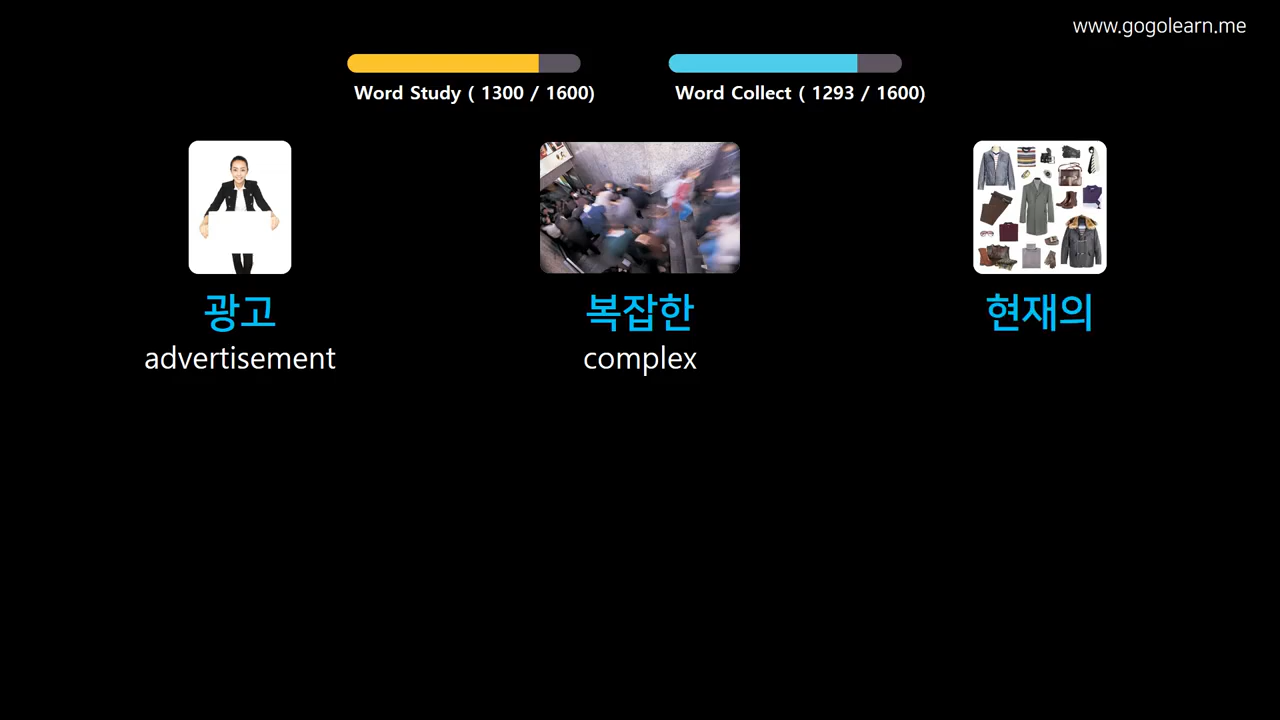 www.gogolearn.me
Word Study ( 1300 / 1600)
Word Collect ( 1293 / 1600)
광고
복잡한
현재의
advertisement
complex